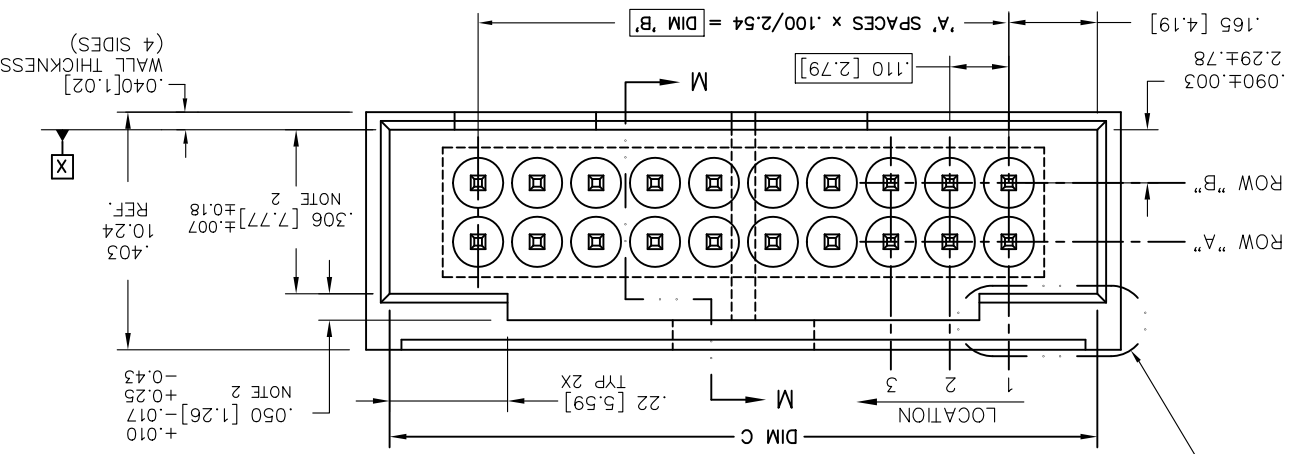 DIM C
LOCATION
1 2 3
M
.22 [5.59]
TYP 2X
+.010
.050 [1.26] -.017
NOTE 2 +0.25
-0.43
ROW "A"
ROW "B"
.306 [7.77] ±.007
NOTE 2 ±0.18
.403
10.24
REF.
X
.090±.003
2.29±.78
M
.110 [2.79]
.040[1.02]
WALL THICKNESS
(4 SIDES)
.165 [4.19]
'A' SPACES x .100/2.54 = DIM 'B'